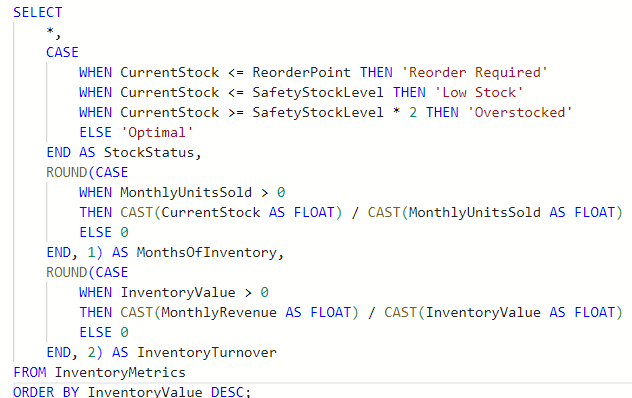 SELECT
*,
CASE
WHEN CurrentStock <= ReorderPoint THEN 'Reorder Required'
WHEN CurrentStock <= SafetyStockLevel THEN 'Low Stock'
WHEN CurrentStock >= SafetyStockLevel * 2 THEN 'Overstocked'
ELSE 'Optimal'
END AS StockStatus,
ROUND(CASE
WHEN MonthlyUnitsSold > 0
THEN CAST(CurrentStock AS FLOAT) / CAST(MonthlyUnitsSold AS FLOAT)
ELSE 0
END, 1) AS MonthsOfInventory,
ROUND(CASE
WHEN InventoryValue > 0
THEN CAST(MonthlyRevenue AS FLOAT) / CAST(InventoryValue AS FLOAT)
ELSE 0
END, 2) AS InventoryTurnover
FROM InventoryMetrics
ORDER BY InventoryValue DESC;